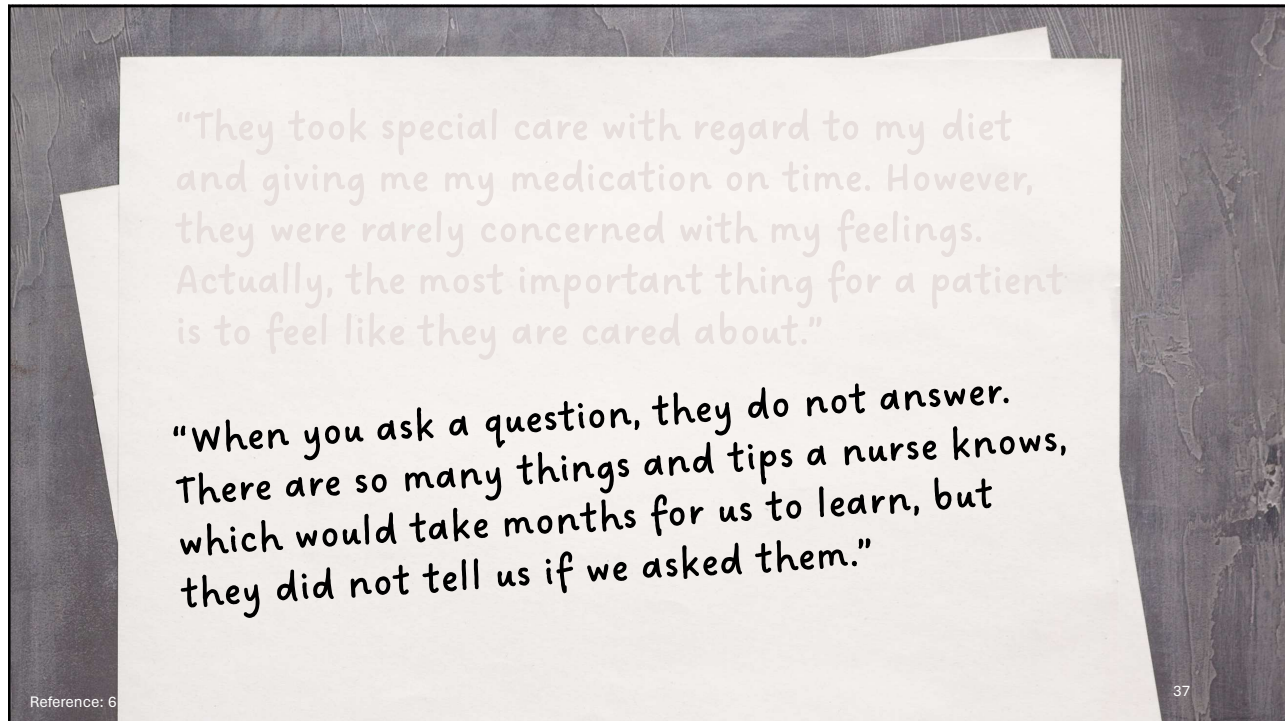 “They took special care with regard to my diet
and giving me my medication on time. However,
they were rarely concerned with my feelings.
Actually, the most important thing for a patient
is to feel like they are cared about.”
“When you ask a question, they do not answer.
There are so many things and tips a nurse knows,
which would take months for us to learn, but
they did not tell us if we asked them.”
Reference: 6
37